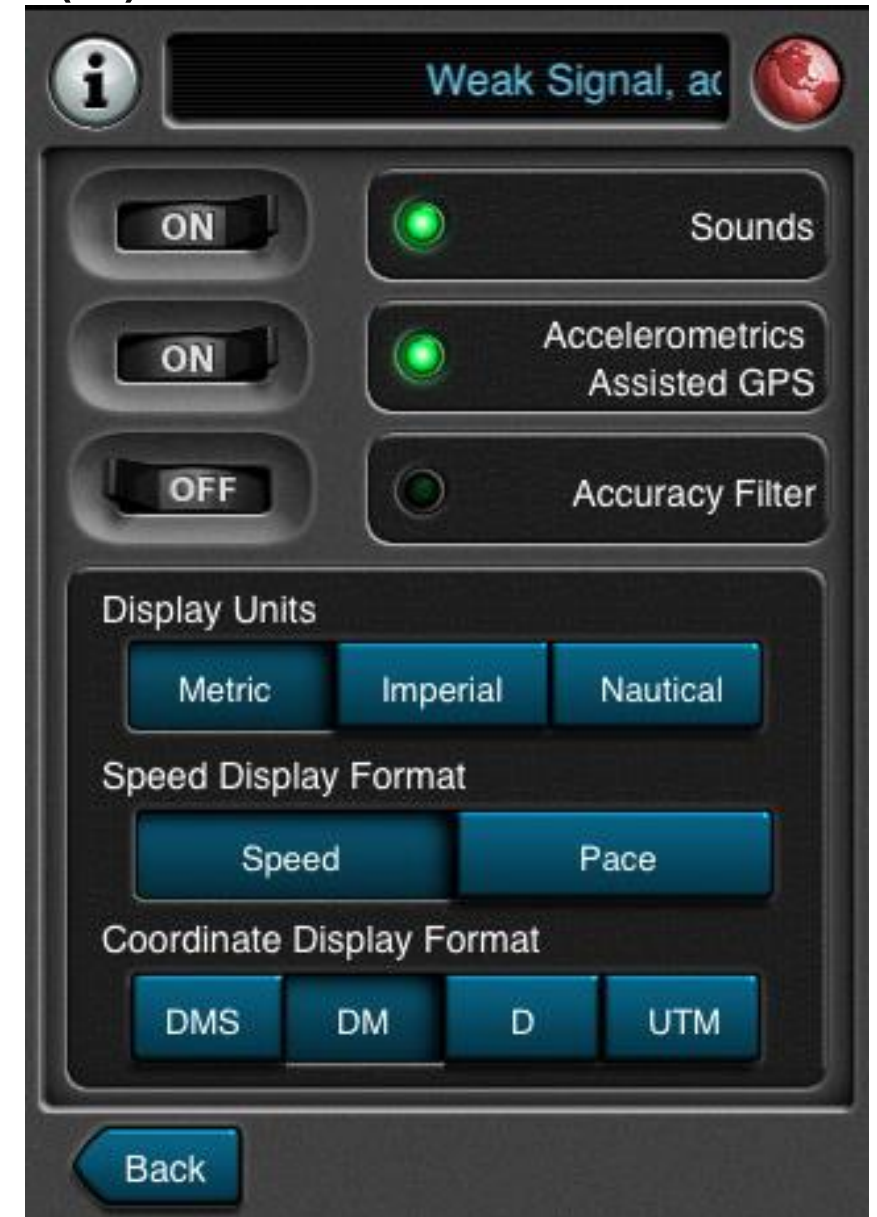 Weak Signal, ac
ON
Sounds
ON
Accelerometrics
Assisted GPS
OFF
Accuracy Filter
Display Units
Metric Imperial Nautical
Speed Display Format
Speed Pace
Coordinate Display Format
DMS DM D UTM
Back